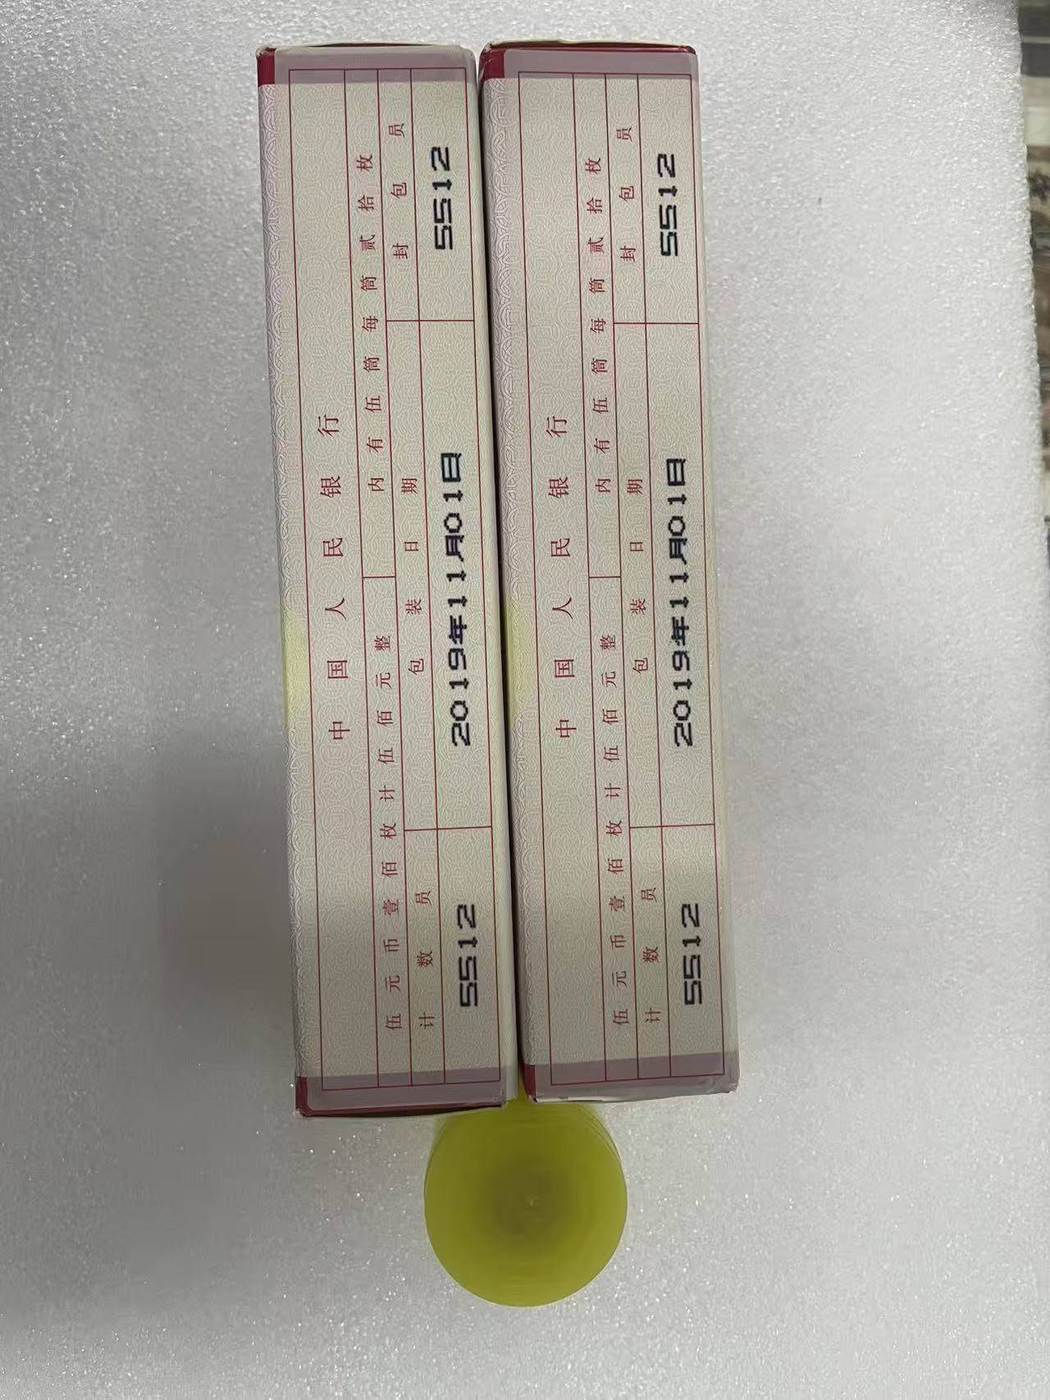 中国人民银行
伍元币壹佰枚计伍佰元整 内有伍筒每筒贰拾枚
计数员 包装日期 封包员
5512 2019年11月01日 5512
中国人民银行
伍元币壹佰枚计伍佰元整 内有伍筒每筒贰拾枚
计数员 包装日期 封包员
5512 2019年11月01日 5512